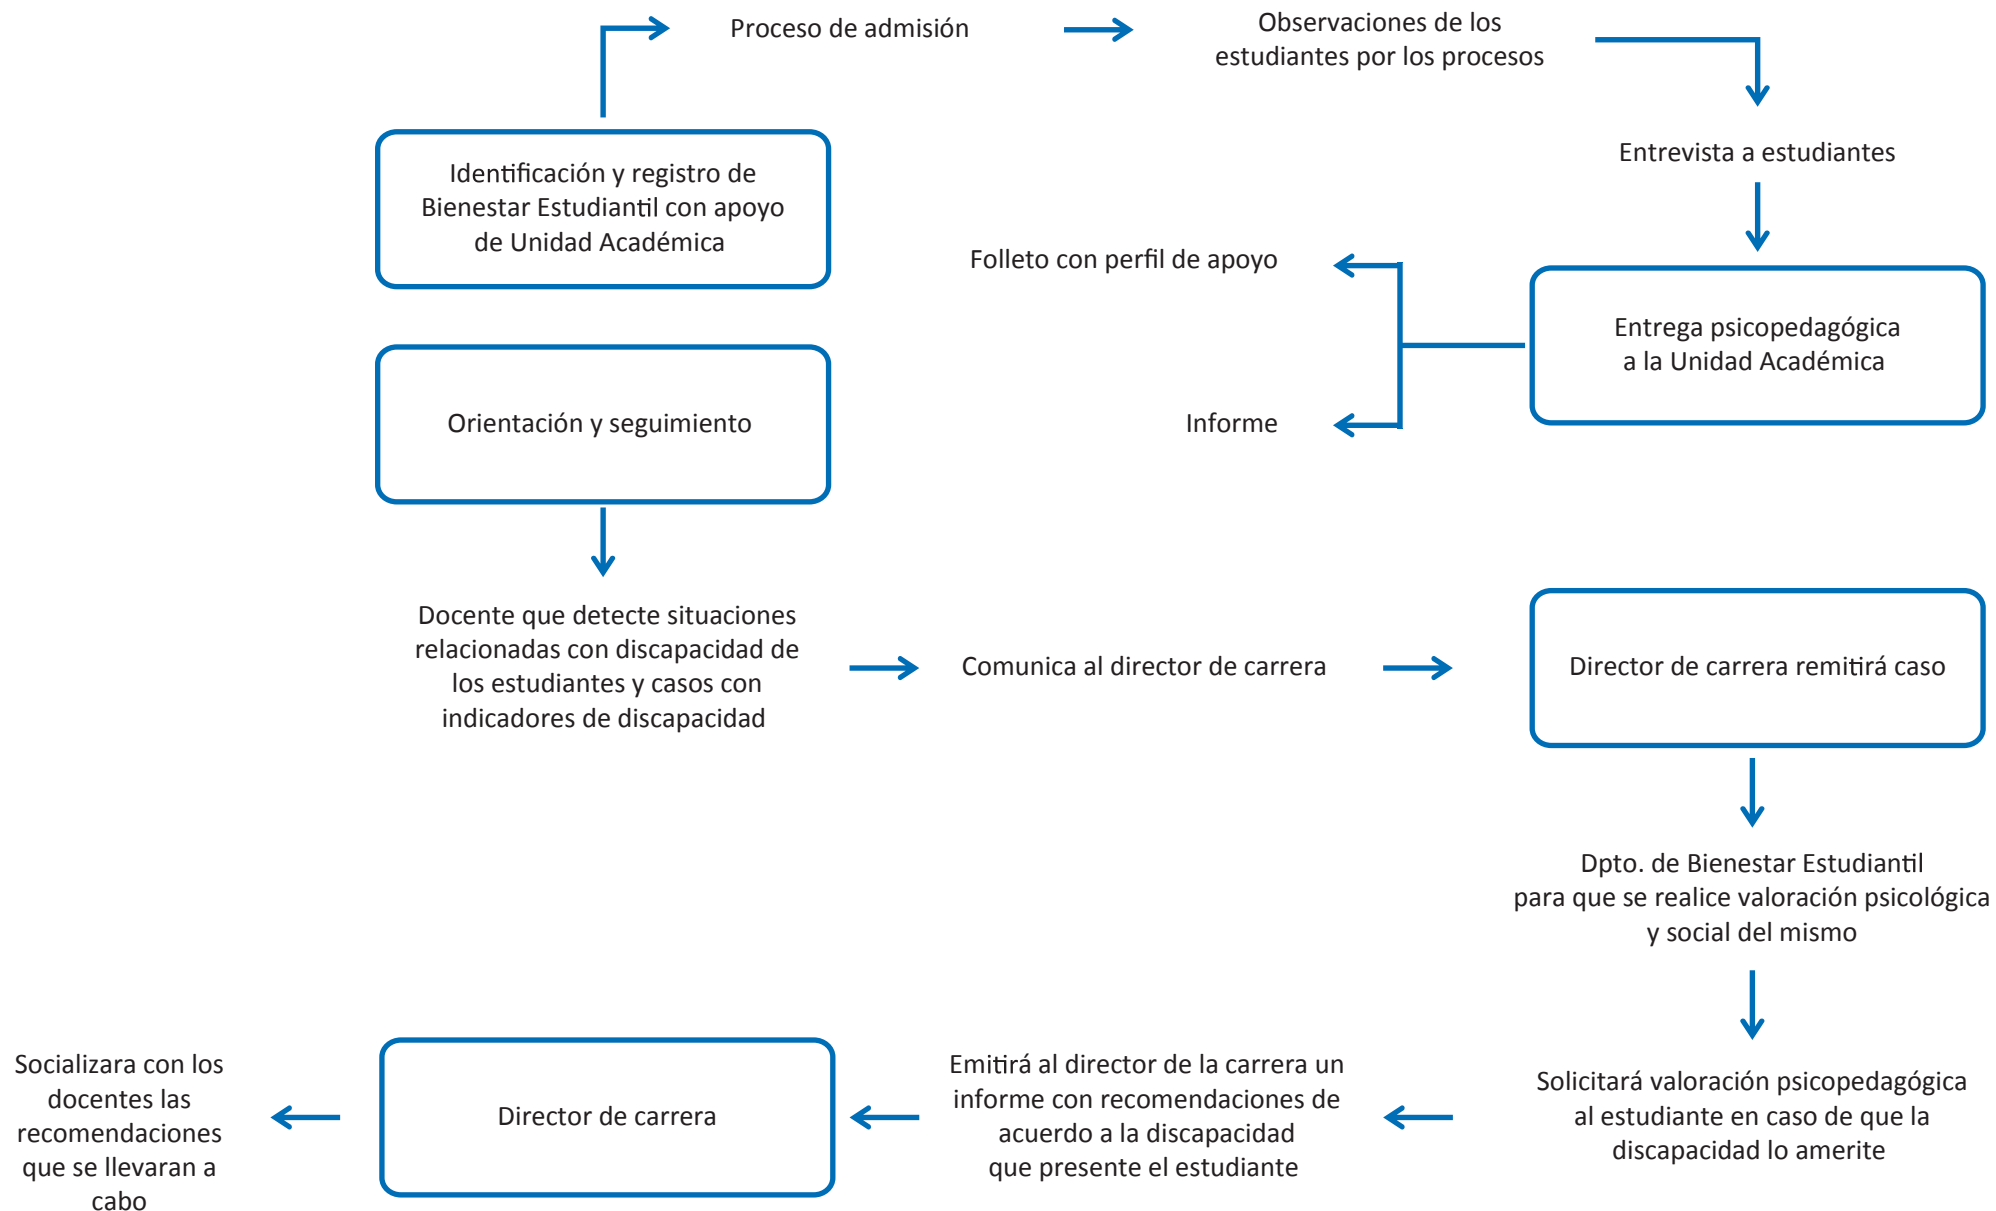 Proceso de admisión
Observaciones de los
estudiantes por los procesos
Identificación y registro de
Bienestar Estudiantil con apoyo
de Unidad Académica
Entrevista a estudiantes
Folleto con perfil de apoyo
Entrega psicopedagógica
a la Unidad Académica
Informe
Orientación y seguimiento
Docente que detecte situaciones
relacionadas con discapacidad de
los estudiantes y casos con
indicadores de discapacidad
Comunica al director de carrera
Director de carrera remitirá caso
Dpto. de Bienestar Estudiantil
para que se realice valoración psicológica
y social del mismo
Solicitará valoración psicopedagógica
al estudiante en caso de que la
discapacidad lo amerite
Emitirá al director de la carrera un
informe con recomendaciones de
acuerdo a la discapacidad
que presente el estudiante
Director de carrera
Socializara con los
docentes las
recomendaciones
que se llevaran a
cabo